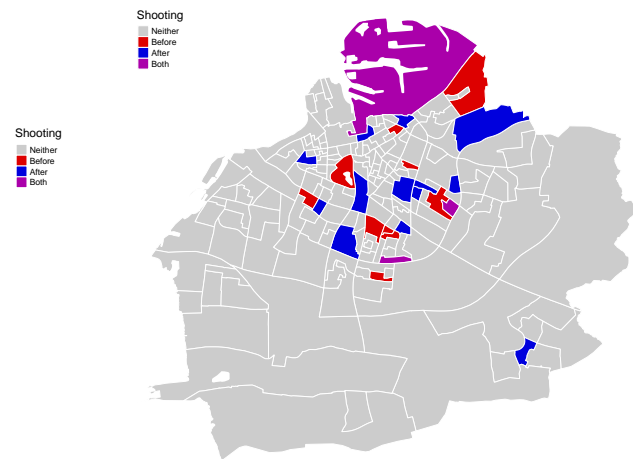 Shooting
Neither
Before
After
Both
Shooting
Neither
Before
After
Both